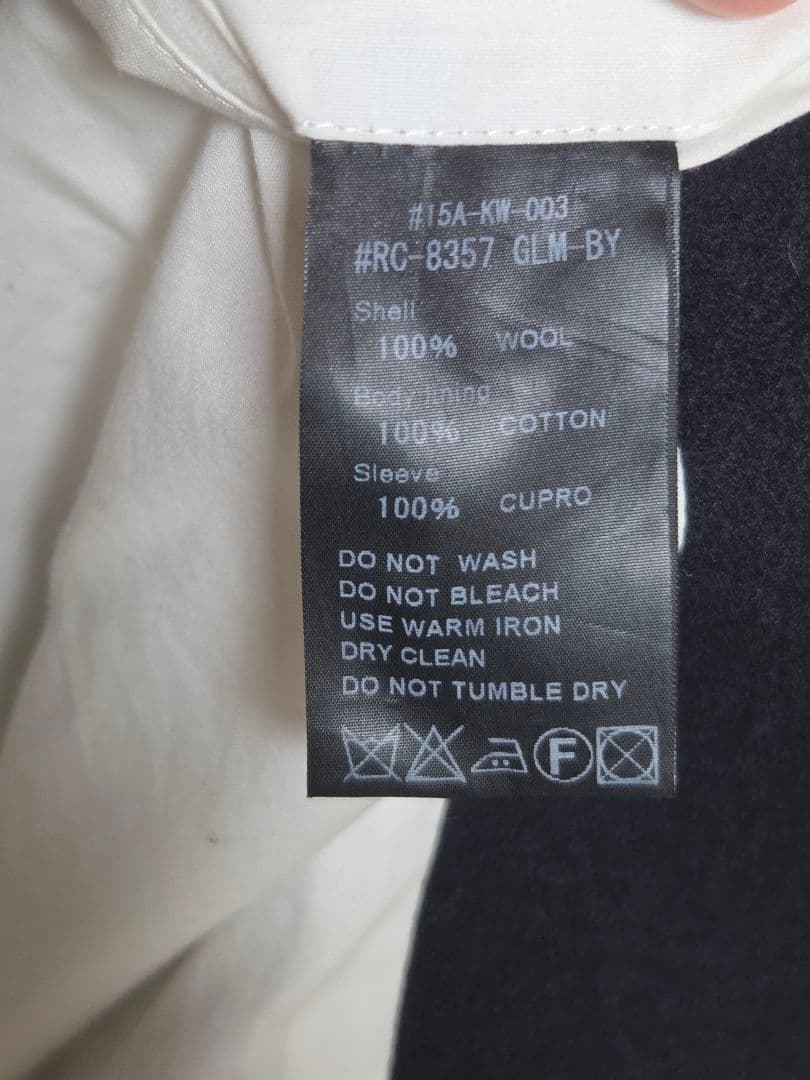 #15A-KW-003
#RC-8357 GLM-BY
Shell
100% WOOL
Body lining
100% COTTON
Sleeve
100% CUPRO
DO NOT WASH
DO NOT BLEACH
USE WARM IRON
DRY CLEAN
DO NOT TUMBLE DRY
F